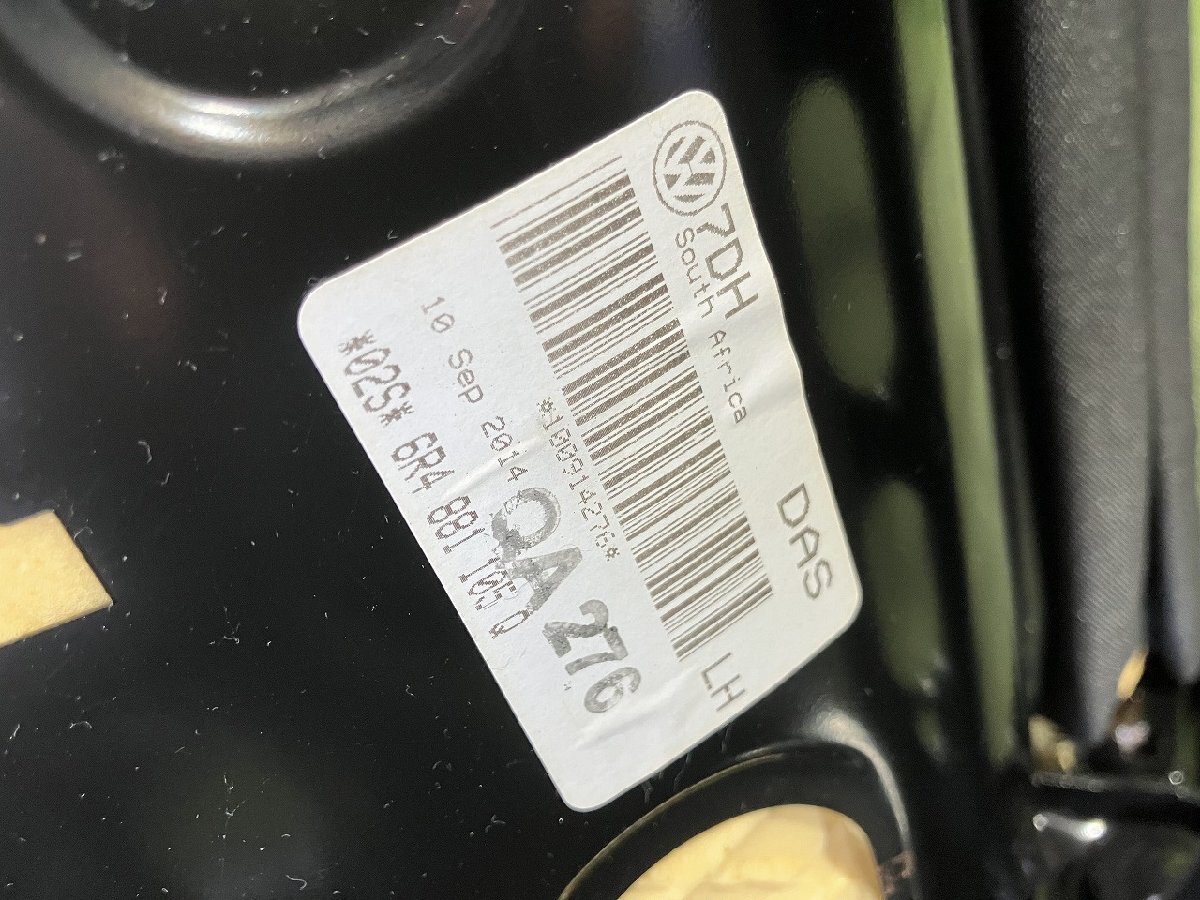 7DH DAS
South Africa
LH
*100914276*
10 Sep 2014
QA 276
*02S* 6R4 881 105 Q